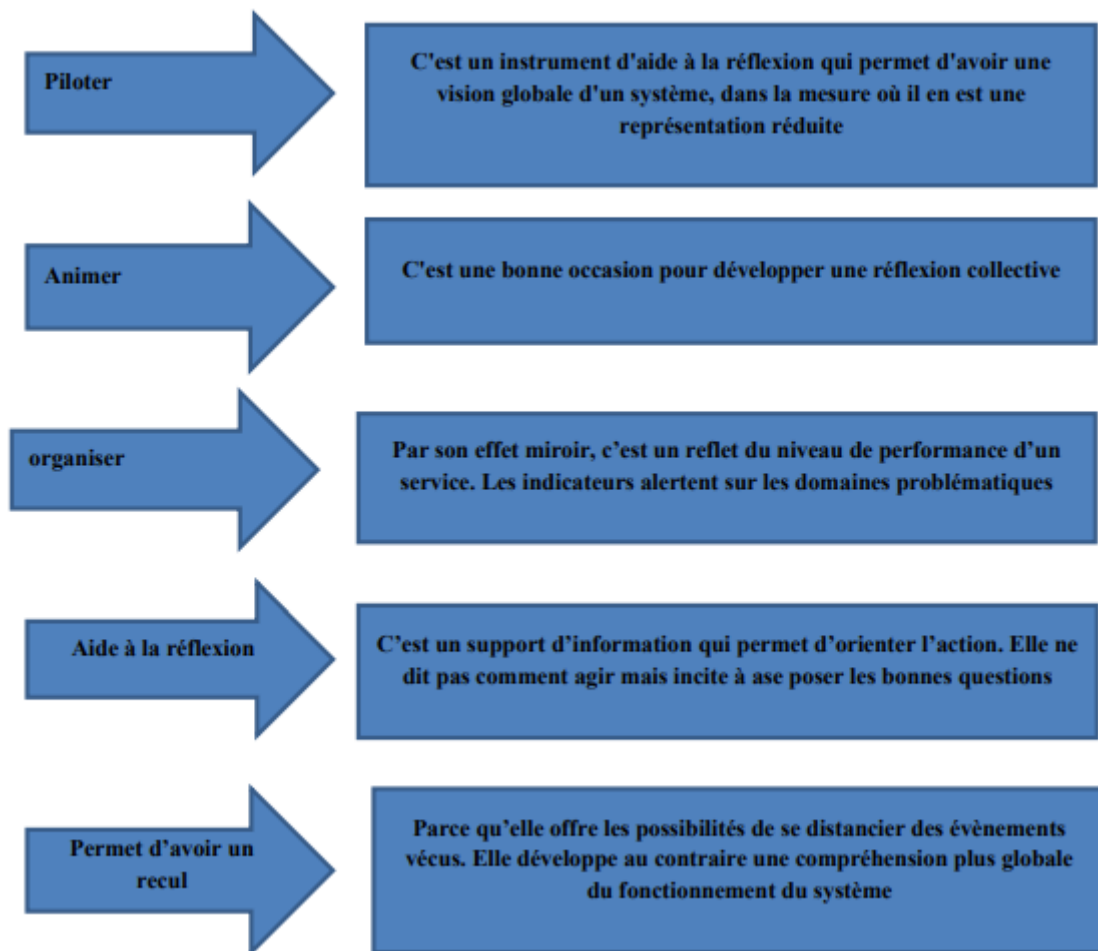 Piloter
C'est un instrument d'aide à la réflexion qui permet d'avoir une
vision globale d'un système, dans la mesure où il en est une
représentation réduite
Animer
C'est une bonne occasion pour développer une réflexion collective
organiser
Par son effet miroir, c’est un reflet du niveau de performance d’un
service. Les indicateurs alertent sur les domaines problématiques
Aide à la réflexion
C’est un support d’information qui permet d’orienter l’action. Elle ne
dit pas comment agir mais incite à ase poser les bonnes questions
Permet d’avoir un
recul
Parce qu’elle offre les possibilités de se distancier des évènements
vécus. Elle développe au contraire une compréhension plus globale
du fonctionnement du système